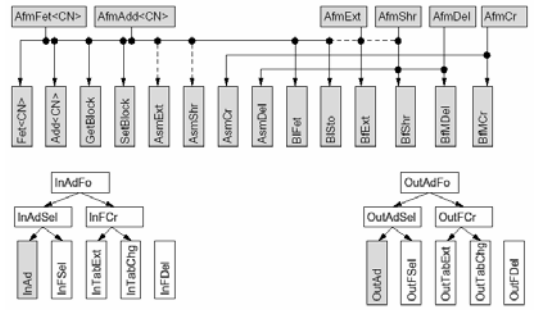 AfmFet<CN>
AfmAdd<CN>
AfmExt
AfmShr
AfmDel
AfmCr
Fet<CN>
Add<CN>
GetBlock
SetBlock
AsmExt
AsmShr
AsmCr
AsmDel
BlFet
BlSto
BfExt
BfShr
BfMDel
BfMCr
InAdFo
InAdSel
InFCr
InAd
InFSel
InTabExt
InTabChg
InFDel
OutAdFo
OutAdSel
OutFCr
OutAd
OutFSel
OutTabExt
OutTabChg
OutFDel